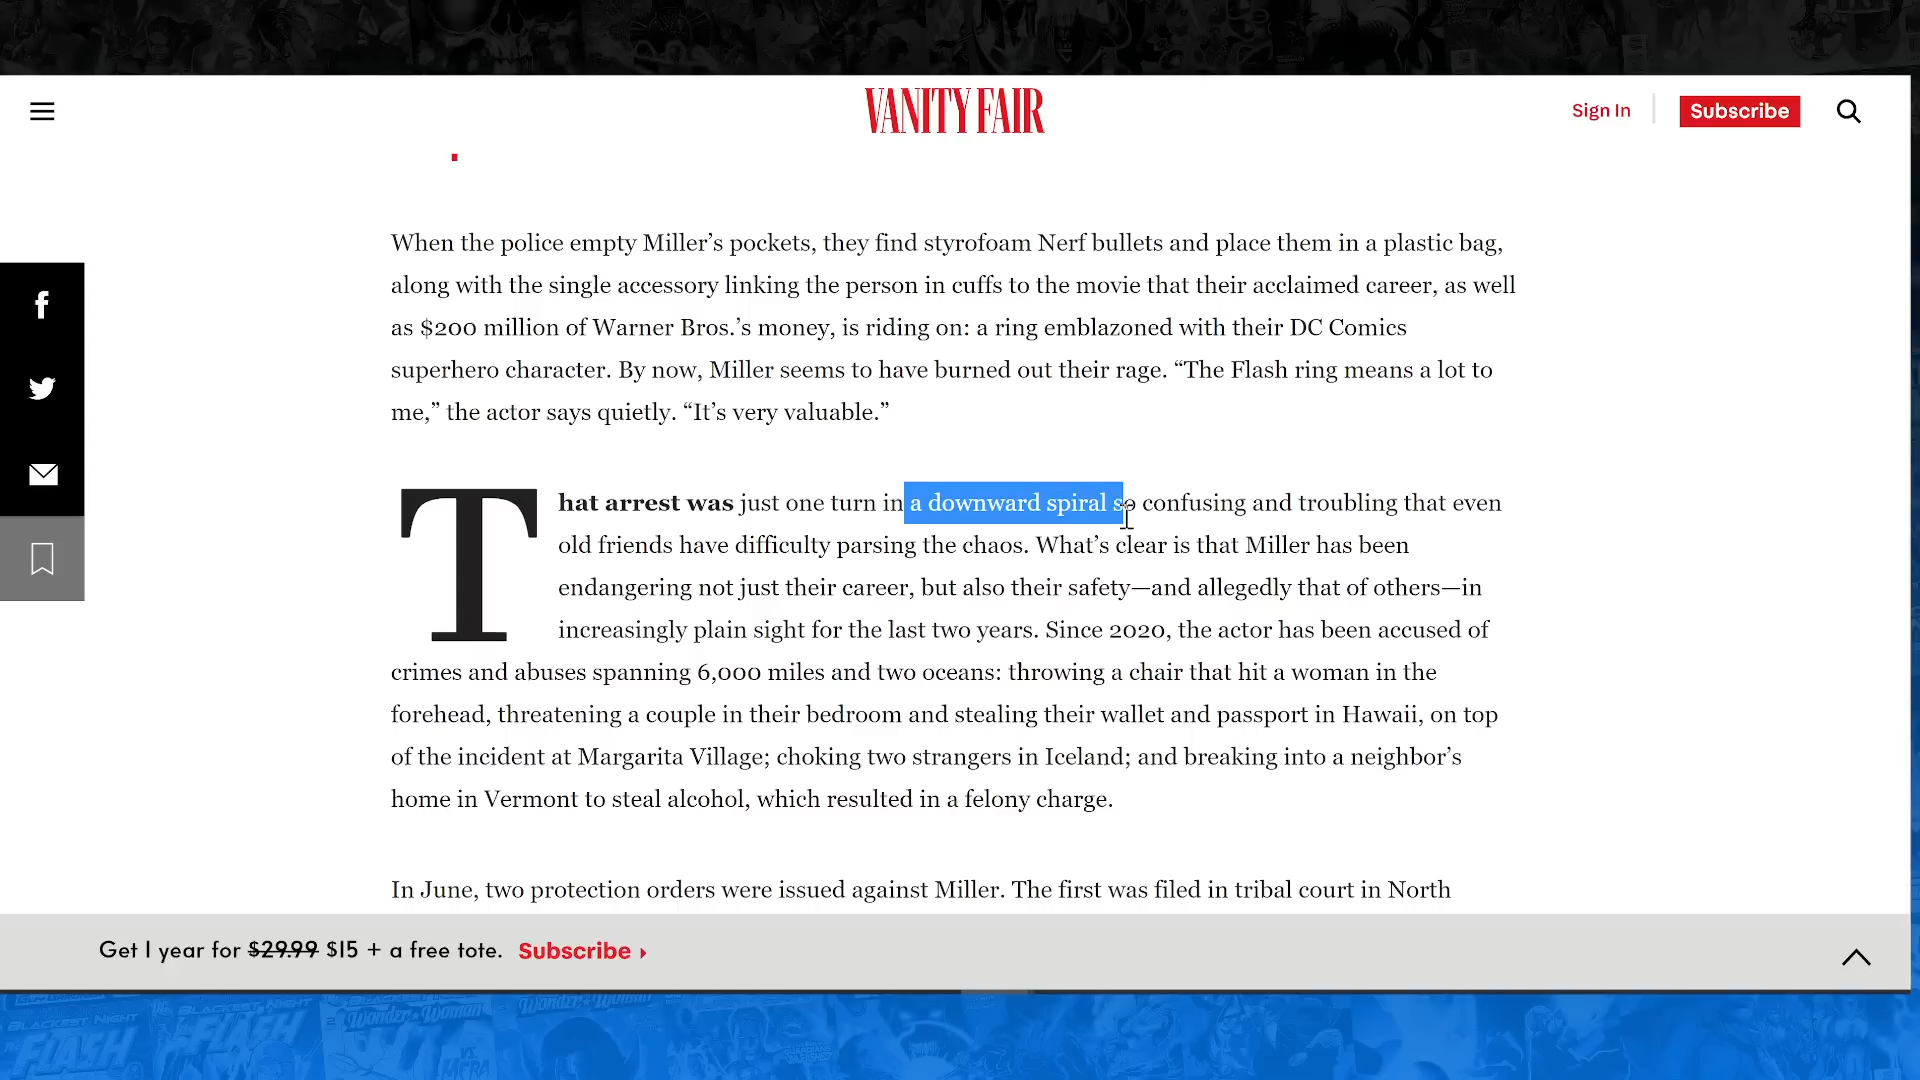 VANITY FAIR
Sign In
Subscribe
When the police empty Miller’s pockets, they find styrofoam Nerf bullets and place them in a plastic bag,
along with the single accessory linking the person in cuffs to the movie that their acclaimed career, as well
as $200 million of Warner Bros.’s money, is riding on: a ring emblazoned with their DC Comics
superhero character. By now, Miller seems to have burned out their rage. “The Flash ring means a lot to
me,” the actor says quietly. “It’s very valuable.”
That arrest was just one turn in a downward spiral so confusing and troubling that even
old friends have difficulty parsing the chaos. What’s clear is that Miller has been
endangering not just their career, but also their safety—and allegedly that of others—in
increasingly plain sight for the last two years. Since 2020, the actor has been accused of
crimes and abuses spanning 6,000 miles and two oceans: throwing a chair that hit a woman in the
forehead, threatening a couple in their bedroom and stealing their wallet and passport in Hawaii, on top
of the incident at Margarita Village; choking two strangers in Iceland; and breaking into a neighbor’s
home in Vermont to steal alcohol, which resulted in a felony charge.
In June, two protection orders were issued against Miller. The first was filed in tribal court in North
Get 1 year for $29.99 $15 + a free tote. Subscribe
BLACKEST NIGHT
FLASH
BLACKEST NIGHT
FLASH
Wonder Woman
Wonder Woman